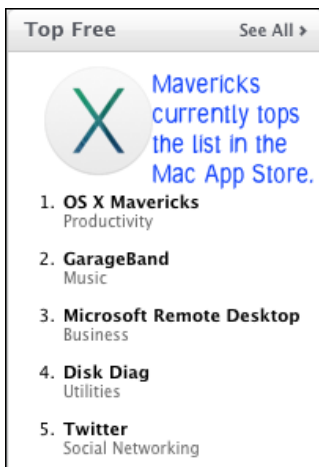 Top Free See All >
Mavericks
currently tops
the list in the
Mac App Store.
1. OS X Mavericks
Productivity
2. GarageBand
Music
3. Microsoft Remote Desktop
Business
4. Disk Diag
Utilities
5. Twitter
Social Networking